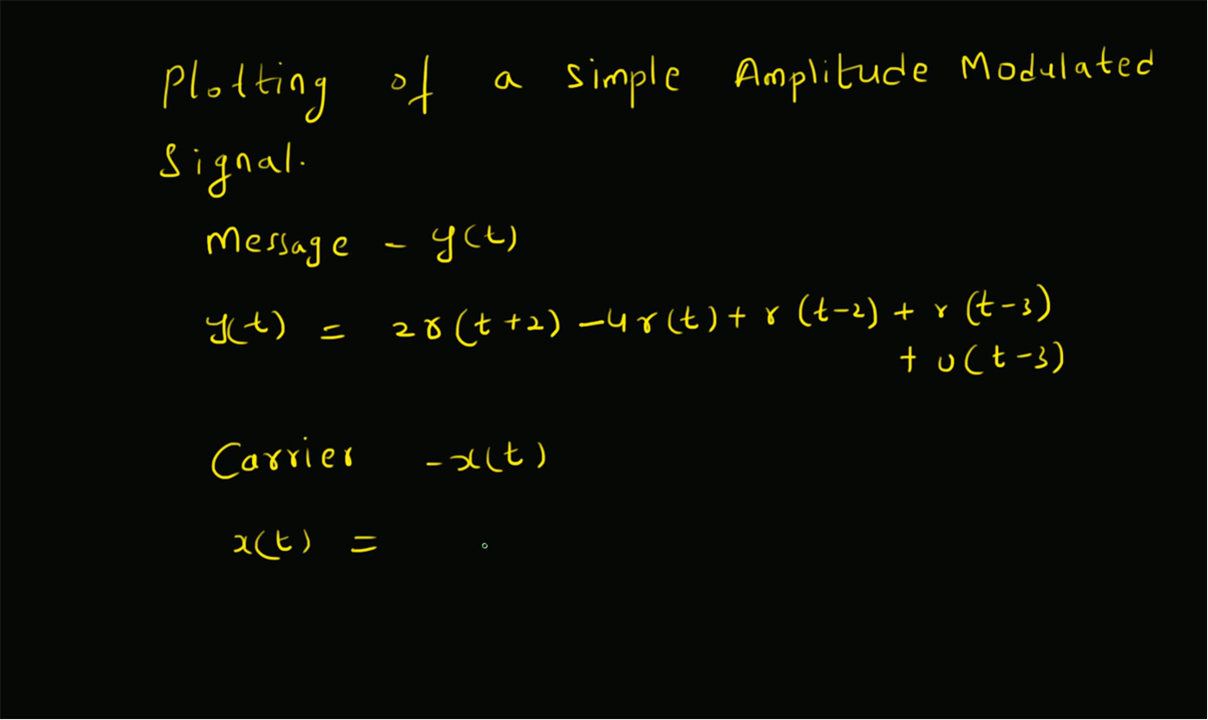 Plotting of a simple Amplitude Modulated
Signal.
Message - y(t)
y(t) = 2r(t+2) -4r(t) + r(t-2) + r(t-3)
+ u(t-3)
Carrier - x(t)
x(t) =